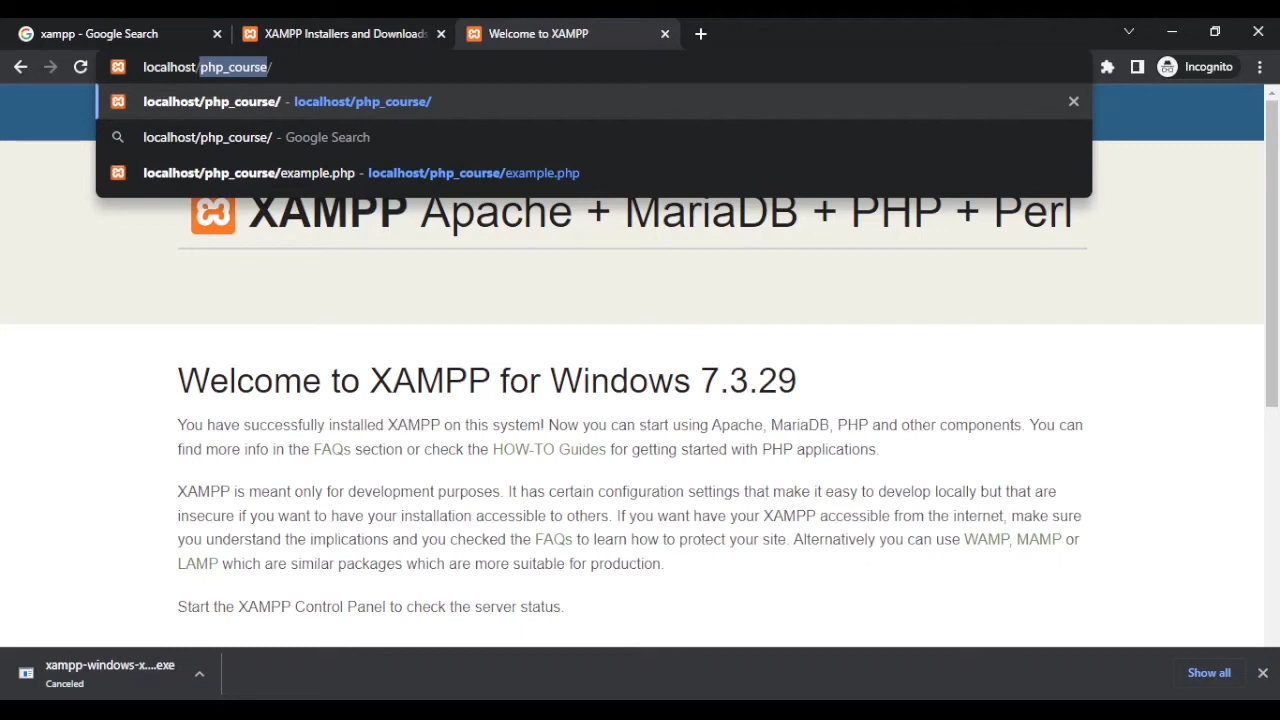 xampp - Google Search
XAMPP Installers and Downloads
Welcome to XAMPP
localhost/php_course/
Incognito
localhost/php_course/ - localhost/php_course/
localhost/php_course/ - Google Search
localhost/php_course/example.php - localhost/php_course/example.php
XAMPP Apache + MariaDB + PHP + Perl
Welcome to XAMPP for Windows 7.3.29
You have successfully installed XAMPP on this system! Now you can start using Apache, MariaDB, PHP and other components. You can
find more info in the FAQs section or check the HOW-TO Guides for getting started with PHP applications.
XAMPP is meant only for development purposes. It has certain configuration settings that make it easy to develop locally but that are
insecure if you want to have your installation accessible to others. If you want have your XAMPP accessible from the internet, make sure
you understand the implications and you checked the FAQs to learn how to protect your site. Alternatively you can use WAMP, MAMP or
LAMP which are similar packages which are more suitable for production.
Start the XAMPP Control Panel to check the server status.
xampp-windows-x....exe
Canceled
Show all